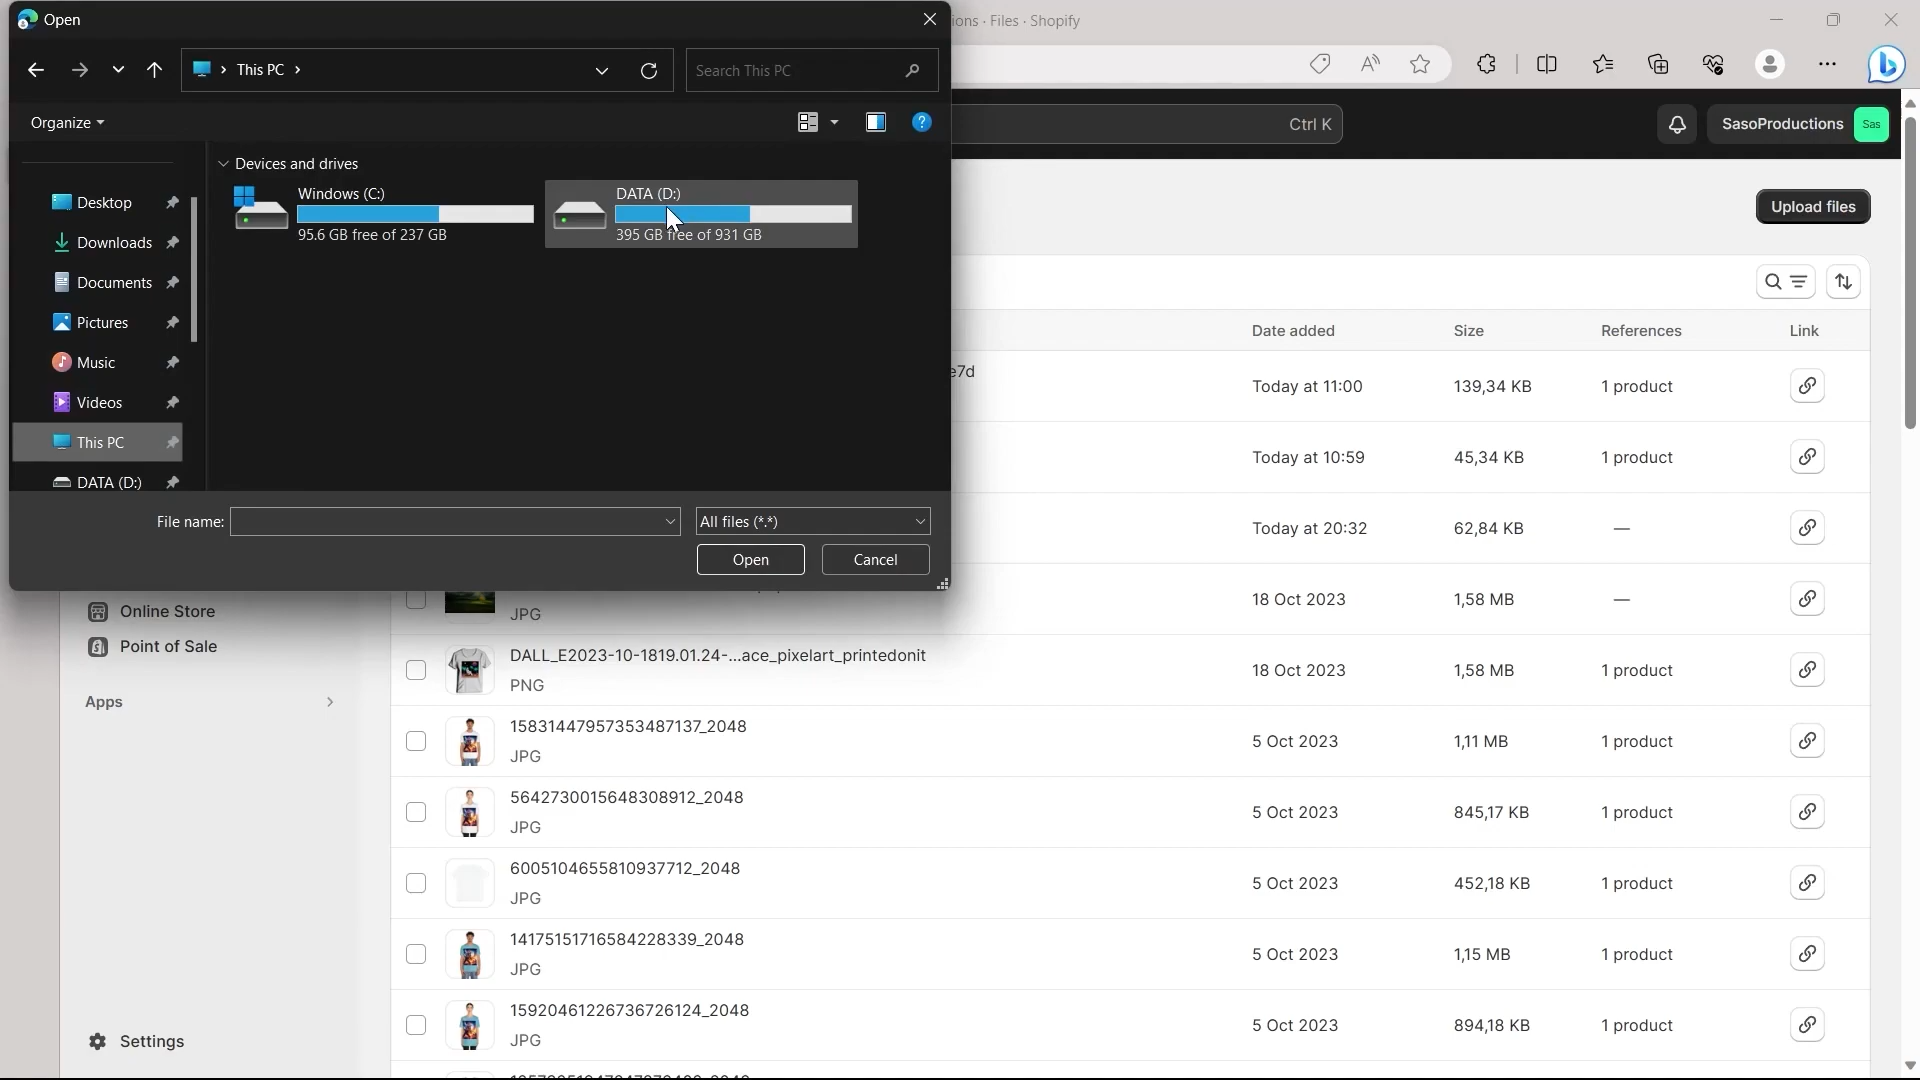 Open
ions · Files · Shopify
This PC
Search This PC
Organize
Ctrl K
SasoProductions
Sas
Devices and drives
Windows (C:)
95.6 GB free of 237 GB
DATA (D:)
395 GB free of 931 GB
Desktop
Downloads
Documents
Pictures
Music
Videos
This PC
DATA (D:)
File name:
All files (*.*)
Open
Cancel
Upload files
Date added
Size
References
Link
e7d
Today at 11:00
139,34 KB
1 product
Today at 10:59
45,34 KB
1 product
Today at 20:32
62,84 KB
—
JPG
18 Oct 2023
1,58 MB
—
Online Store
Point of Sale
Apps
Settings
DALL_E2023-10-1819.01.24-...ace_pixelart_printedonit
PNG
18 Oct 2023
1,58 MB
1 product
15831447957353487137_2048
JPG
5 Oct 2023
1,11 MB
1 product
5642730015648308912_2048
JPG
5 Oct 2023
845,17 KB
1 product
6005104655810937712_2048
JPG
5 Oct 2023
452,18 KB
1 product
14175151716584228339_2048
JPG
5 Oct 2023
1,15 MB
1 product
15920461226736726124_2048
JPG
5 Oct 2023
894,18 KB
1 product